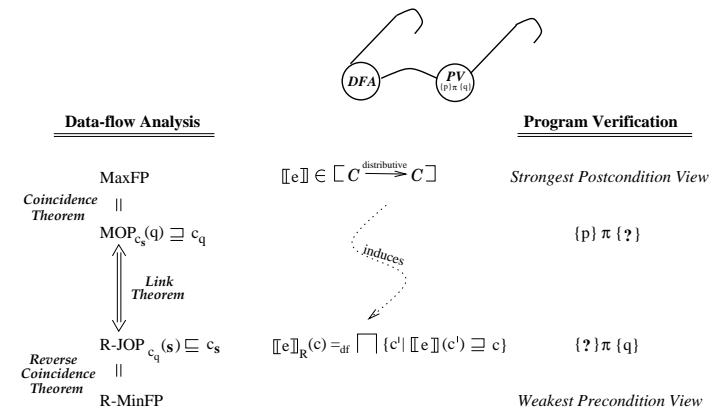 DFA
PV
{p}π{q}
Data-flow Analysis
Program Verification
MaxFP
⟦e⟧ ∈ [ C distributive⟶ C ]
Strongest Postcondition View
Coincidence
Theorem
||
MOP_{c_s}(q) ⊒ c_q
{p} π {?}
induces
Link
Theorem
R-JOP_{c_q}(s) ⊑ c_s
⟦e⟧_R(c) =_{df} ⨅ {c' | ⟦e⟧(c') ⊒ c}
{?}π{q}
Reverse
Coincidence
Theorem
||
R-MinFP
Weakest Precondition View